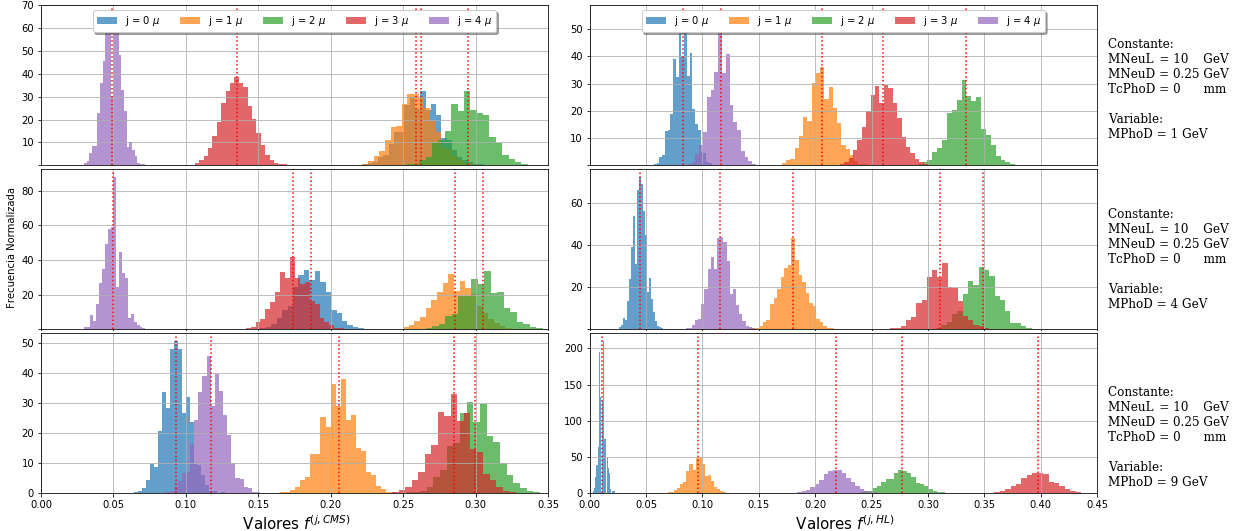 70
60
50
40
30
20
10
j = 0 μ
j = 1 μ
j = 2 μ
j = 3 μ
j = 4 μ
50
40
30
20
10
j = 0 μ
j = 1 μ
j = 2 μ
j = 3 μ
j = 4 μ
Constante:
MNeuL = 10 GeV
MNeuD = 0.25 GeV
TcPhoD = 0 mm
Variable:
MPhoD = 1 GeV
Frecuencia Normalizada
80
60
40
20
60
40
20
Constante:
MNeuL = 10 GeV
MNeuD = 0.25 GeV
TcPhoD = 0 mm
Variable:
MPhoD = 4 GeV
50
40
30
20
10
0
0.00 0.05 0.10 0.15 0.20 0.25 0.30 0.35
Valores f^(j, CMS)
200
150
100
50
0
0.00 0.05 0.10 0.15 0.20 0.25 0.30 0.35 0.40 0.45
Valores f^(j, HL)
Constante:
MNeuL = 10 GeV
MNeuD = 0.25 GeV
TcPhoD = 0 mm
Variable:
MPhoD = 9 GeV